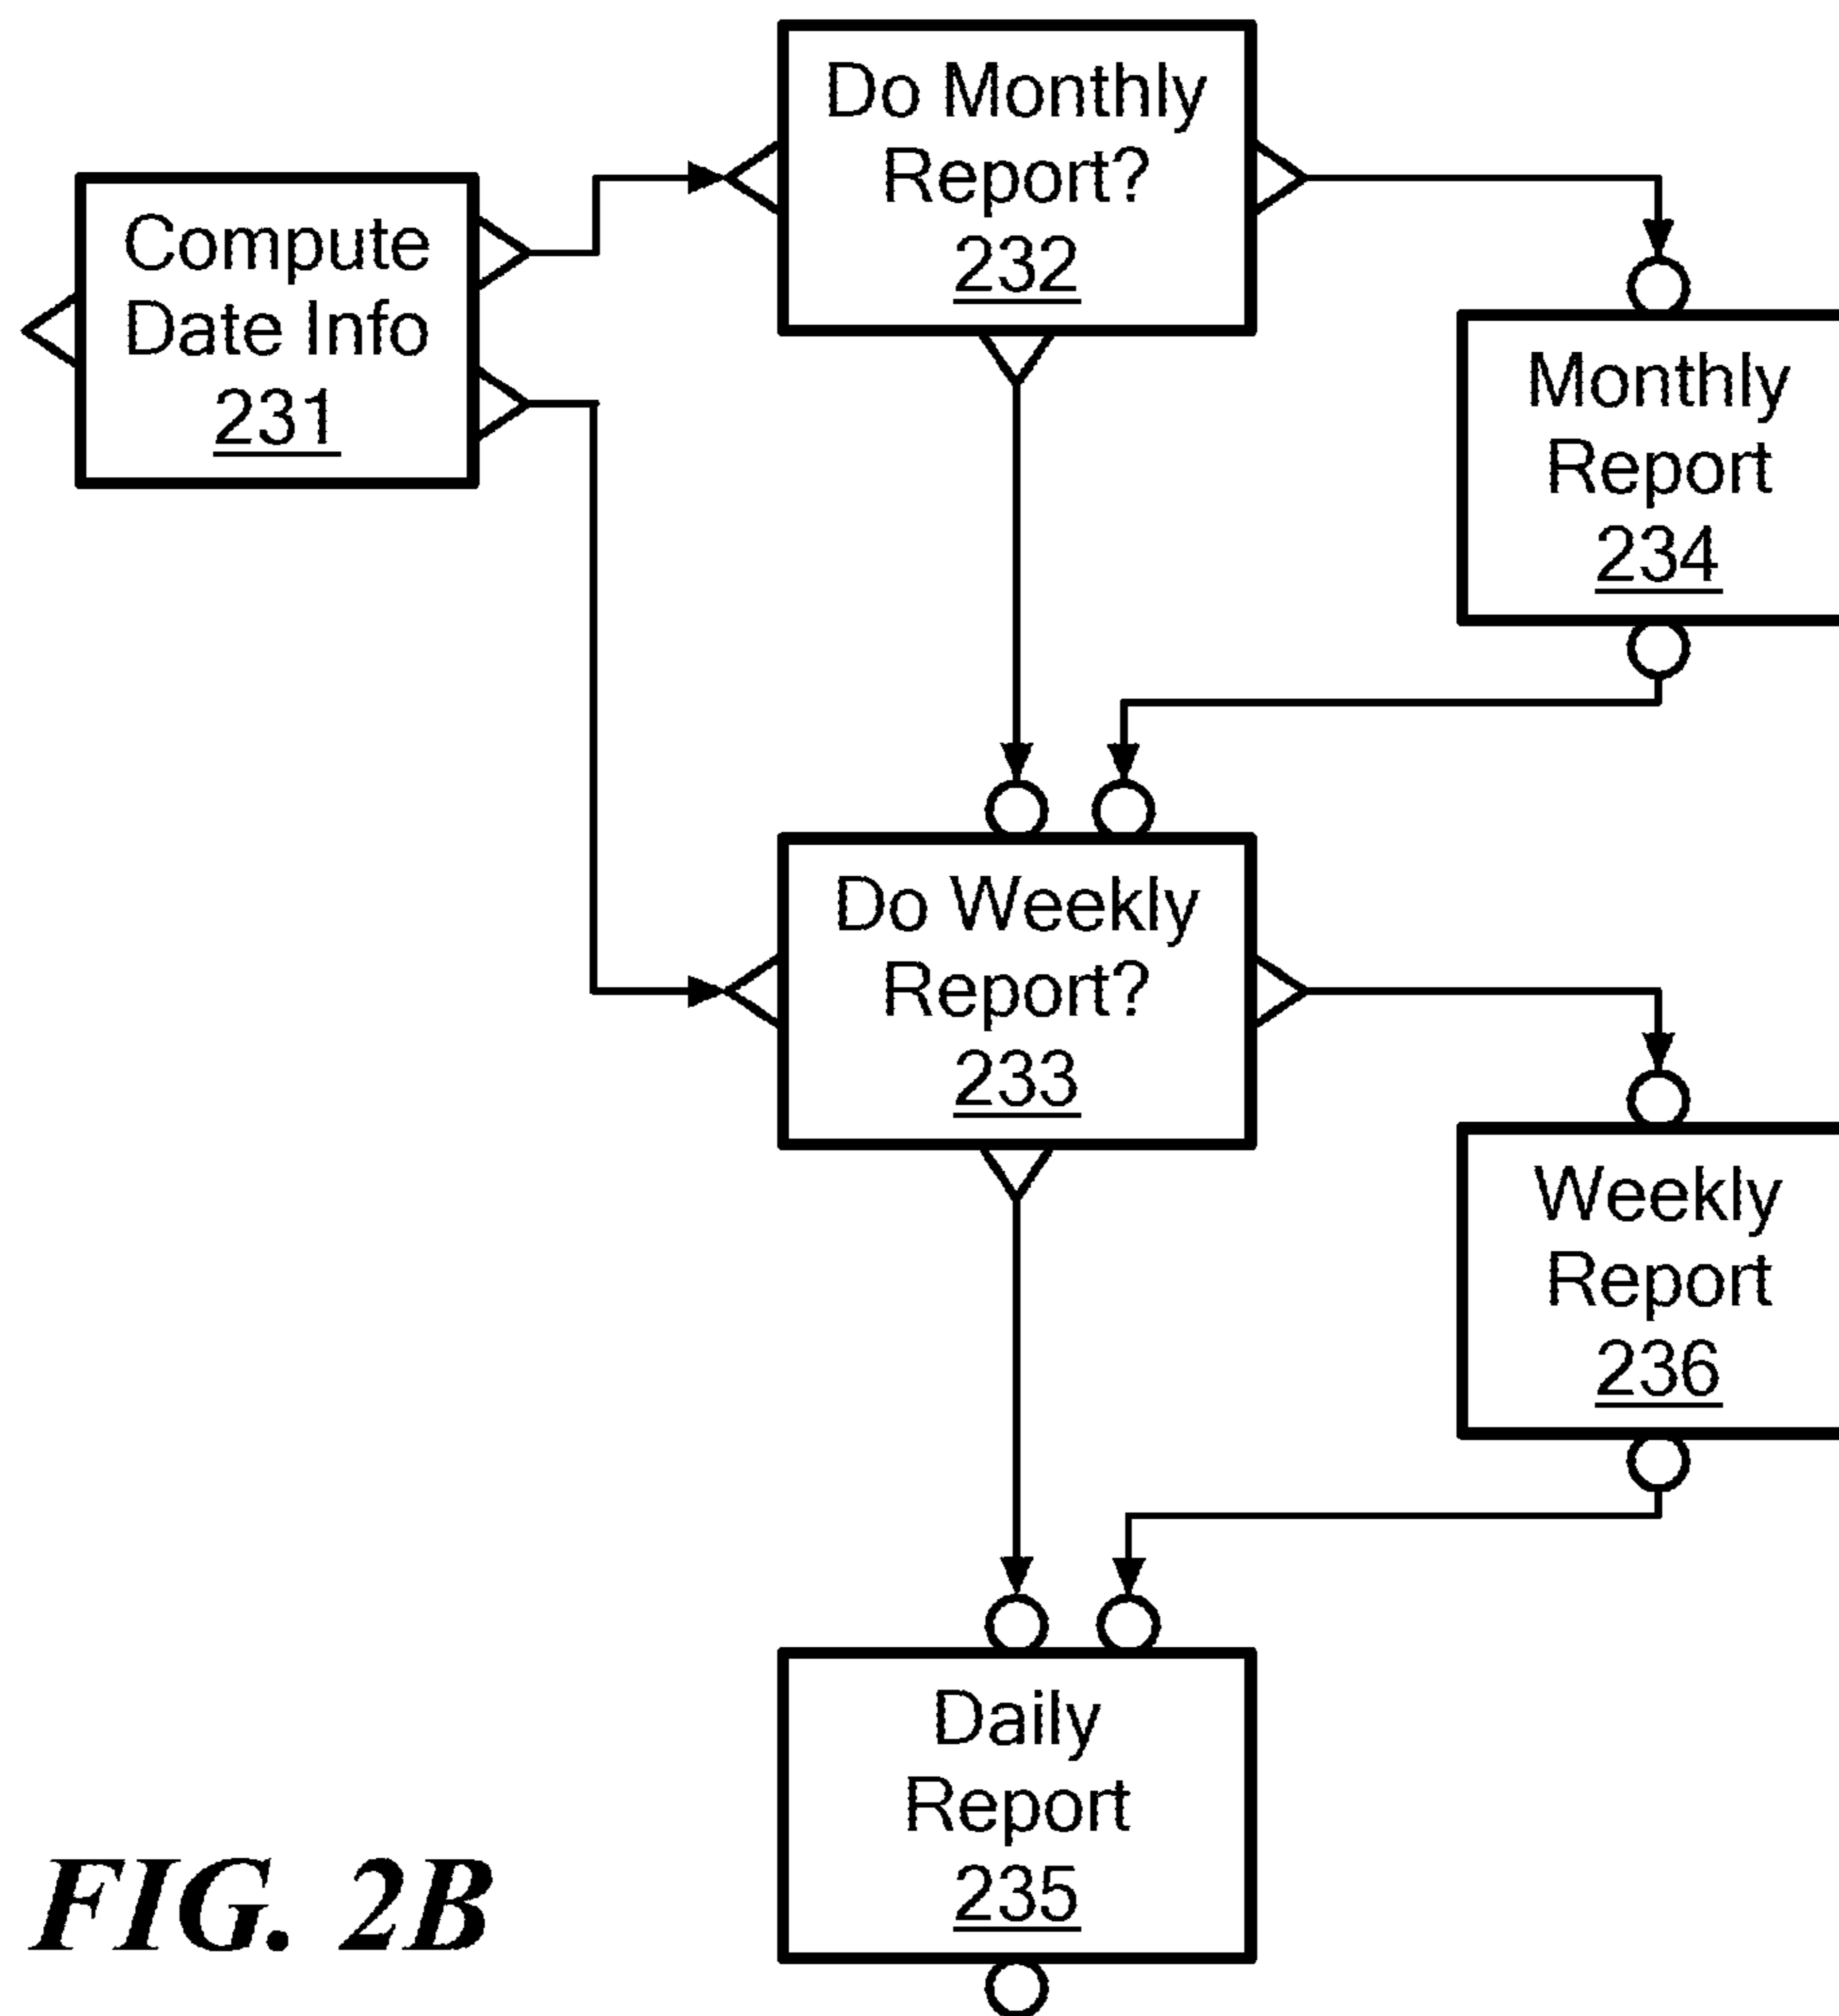 Do Monthly
Report?
232
Compute
Date Info
231
Monthly
Report
234
Do Weekly
Report?
233
Weekly
Report
236
Daily
Report
235
FIG. 2B